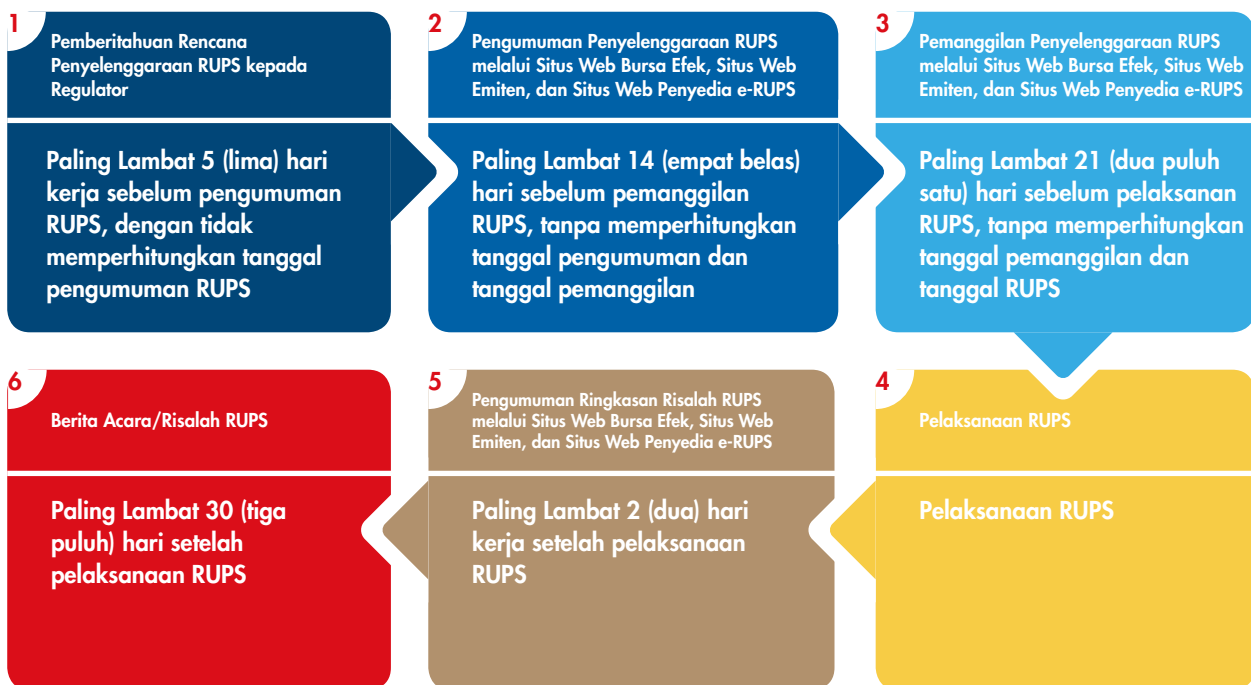 1
Pemberitahuan Rencana
Penyelenggaraan RUPS kepada
Regulator
Paling Lambat 5 (lima) hari
kerja sebelum pengumuman
RUPS, dengan tidak
memperhitungkan tanggal
pengumuman RUPS
2
Pengumuman Penyelenggaraan RUPS
melalui Situs Web Bursa Efek, Situs Web
Emiten, dan Situs Web Penyedia e-RUPS
Paling Lambat 14 (empat belas)
hari sebelum pemanggilan
RUPS, tanpa memperhitungkan
tanggal pengumuman dan
tanggal pemanggilan
3
Pemanggilan Penyelenggaraan RUPS
melalui Situs Web Bursa Efek, Situs Web
Emiten, dan Situs Web Penyedia e-RUPS
Paling Lambat 21 (dua puluh
satu) hari sebelum pelaksanan
RUPS, tanpa memperhitungkan
tanggal pemanggilan dan
tanggal RUPS
4
Pelaksanaan RUPS
Pelaksanaan RUPS
5
Pengumuman Ringkasan Risalah RUPS
melalui Situs Web Bursa Efek, Situs Web
Emiten, dan Situs Web Penyedia e-RUPS
Paling Lambat 2 (dua) hari
kerja setelah pelaksanaan
RUPS
6
Berita Acara/Risalah RUPS
Paling Lambat 30 (tiga
puluh) hari setelah
pelaksanaan RUPS